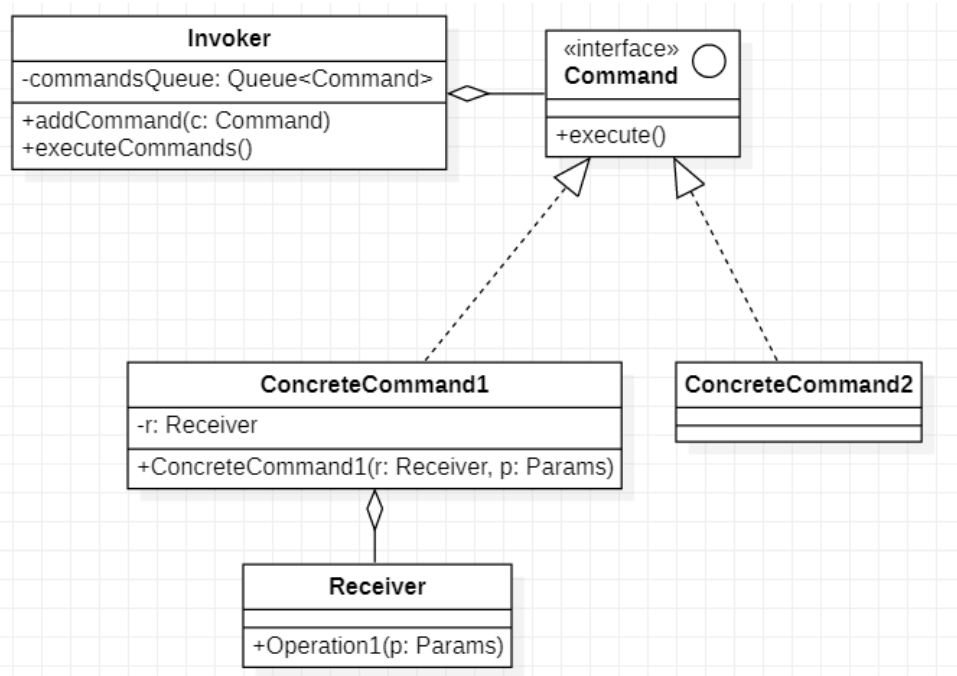 Invoker
-commandsQueue: Queue<Command>
+addCommand(c: Command)
+executeCommands()
«interface»
Command
+execute()
ConcreteCommand1
-r: Receiver
+ConcreteCommand1(r: Receiver, p: Params)
ConcreteCommand2
Receiver
+Operation1(p: Params)